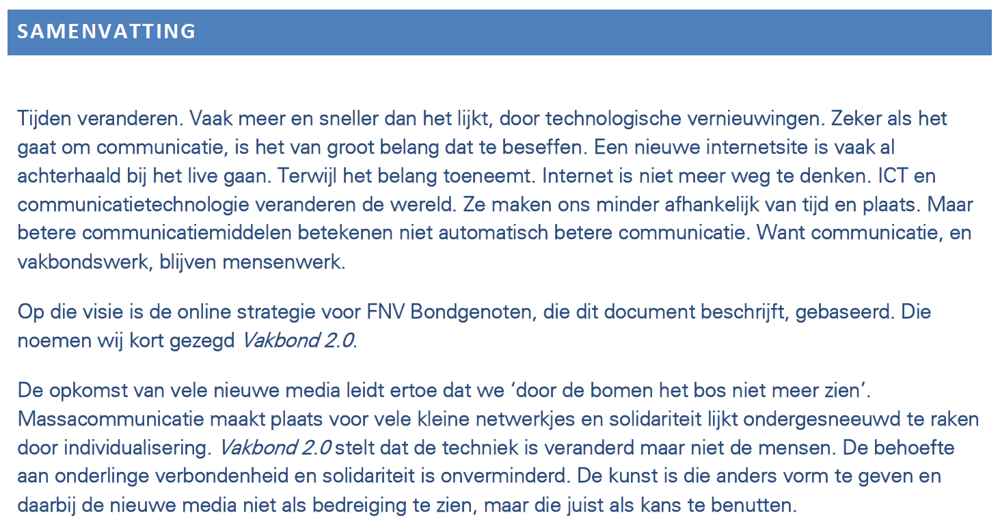 SAMENVATTING
Tijden veranderen. Vaak meer en sneller dan het lijkt, door technologische vernieuwingen. Zeker als het
gaat om communicatie, is het van groot belang dat te beseffen. Een nieuwe internetsite is vaak al
achterhaald bij het live gaan. Terwijl het belang toeneemt. Internet is niet meer weg te denken. ICT en
communicatietechnologie veranderen de wereld. Ze maken ons minder afhankelijk van tijd en plaats. Maar
betere communicatiemiddelen betekenen niet automatisch betere communicatie. Want communicatie, en
vakbondswerk, blijven mensenwerk.
Op die visie is de online strategie voor FNV Bondgenoten, die dit document beschrijft, gebaseerd. Die
noemen wij kort gezegd Vakbond 2.0.
De opkomst van vele nieuwe media leidt ertoe dat we ‘door de bomen het bos niet meer zien’.
Massacommunicatie maakt plaats voor vele kleine netwerkjes en solidariteit lijkt ondergesneeuwd te raken
door individualisering. Vakbond 2.0 stelt dat de techniek is veranderd maar niet de mensen. De behoefte
aan onderlinge verbondenheid en solidariteit is onverminderd. De kunst is die anders vorm te geven en
daarbij de nieuwe media niet als bedreiging te zien, maar die juist als kans te benutten.